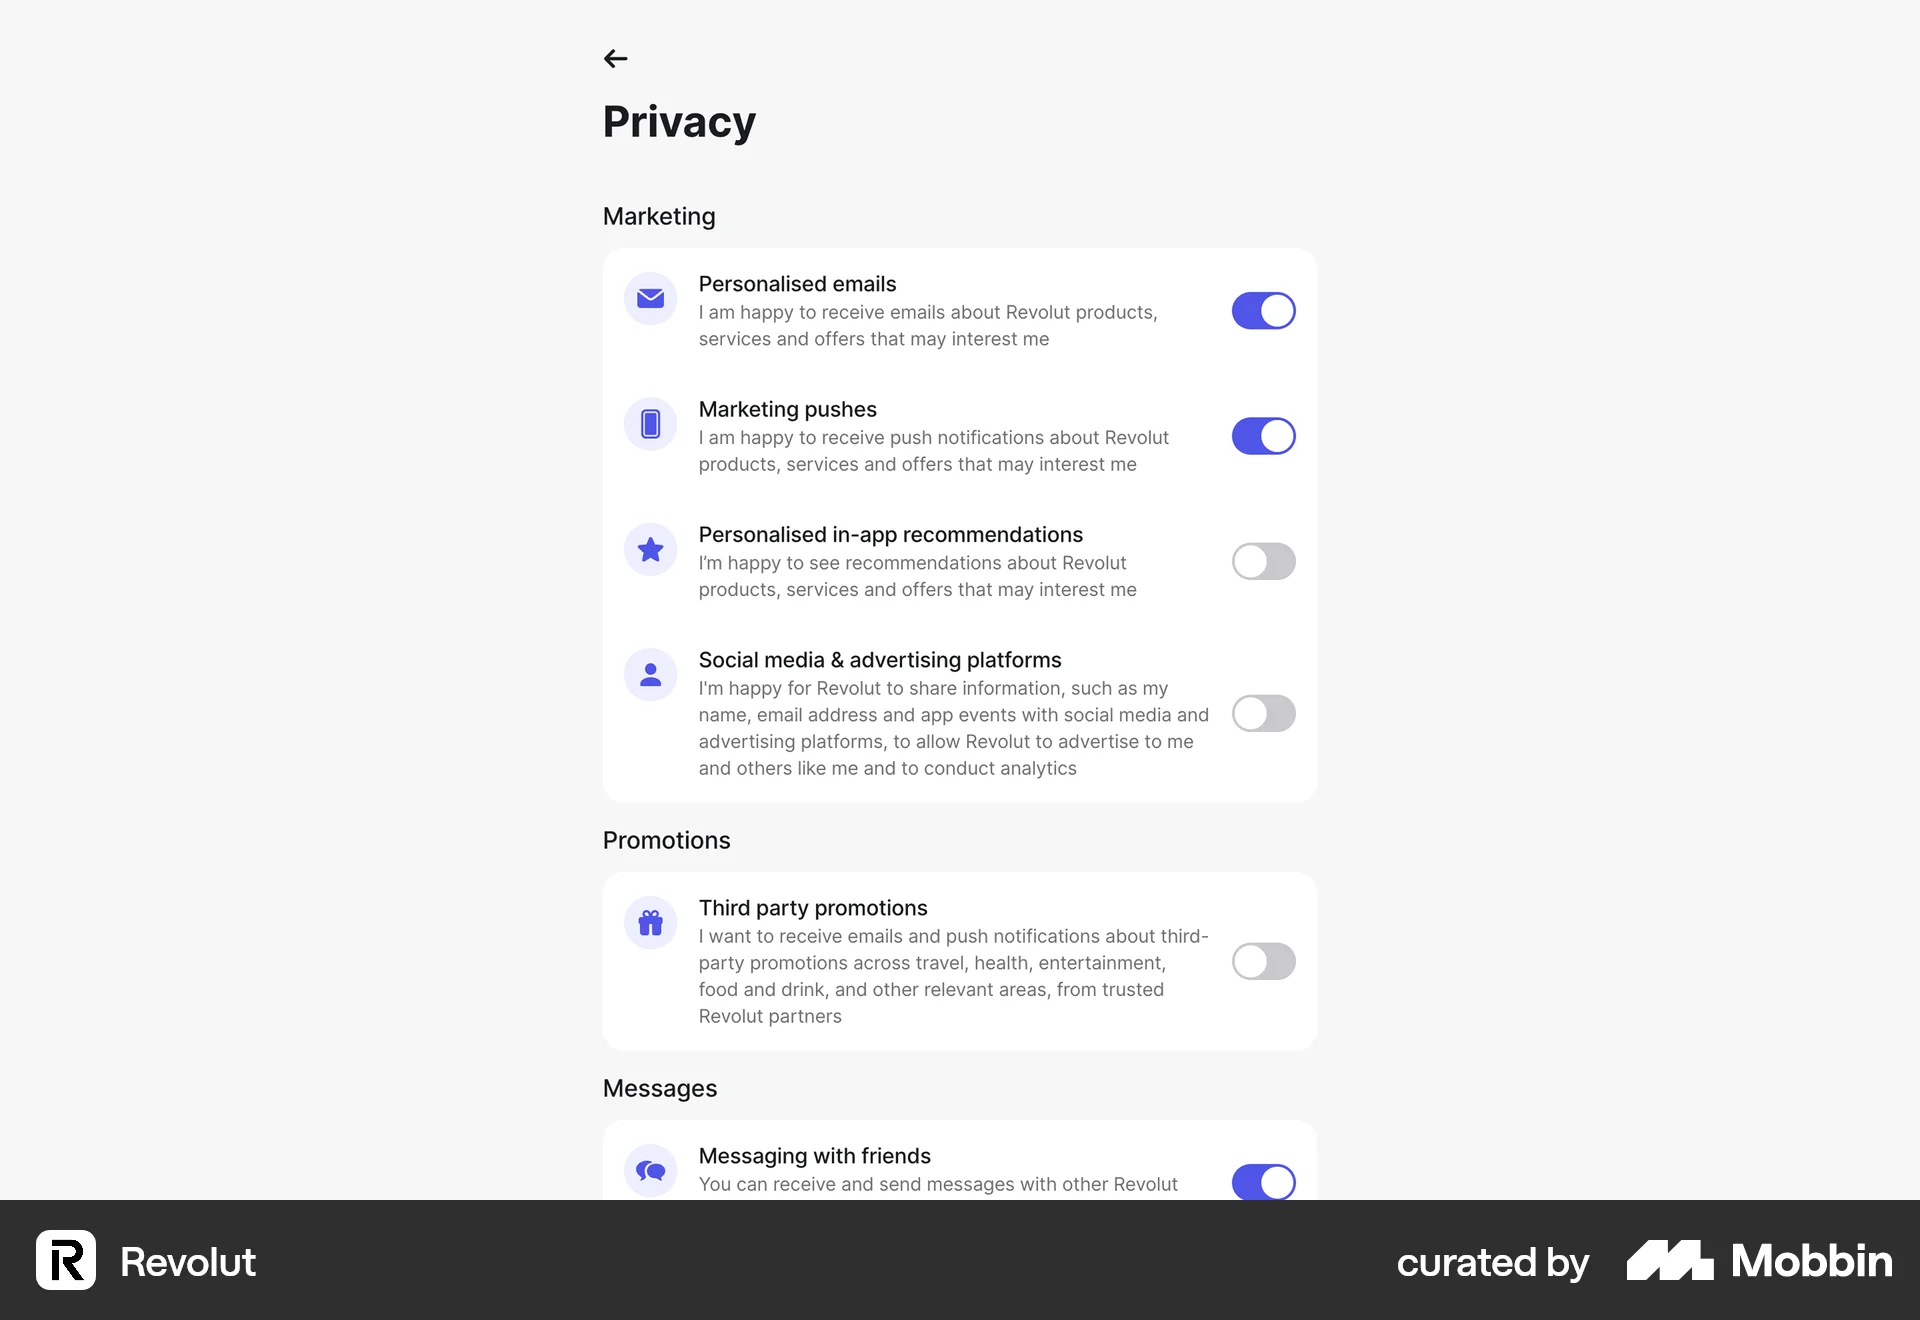 Privacy
Marketing
Personalised emails
I am happy to receive emails about Revolut products,
services and offers that may interest me
Marketing pushes
I am happy to receive push notifications about Revolut
products, services and offers that may interest me
Personalised in-app recommendations
I’m happy to see recommendations about Revolut
products, services and offers that may interest me
Social media & advertising platforms
I'm happy for Revolut to share information, such as my
name, email address and app events with social media and
advertising platforms, to allow Revolut to advertise to me
and others like me and to conduct analytics
Promotions
Third party promotions
I want to receive emails and push notifications about third-
party promotions across travel, health, entertainment,
food and drink, and other relevant areas, from trusted
Revolut partners
Messages
Messaging with friends
You can receive and send messages with other Revolut
R Revolut
curated by Mobbin